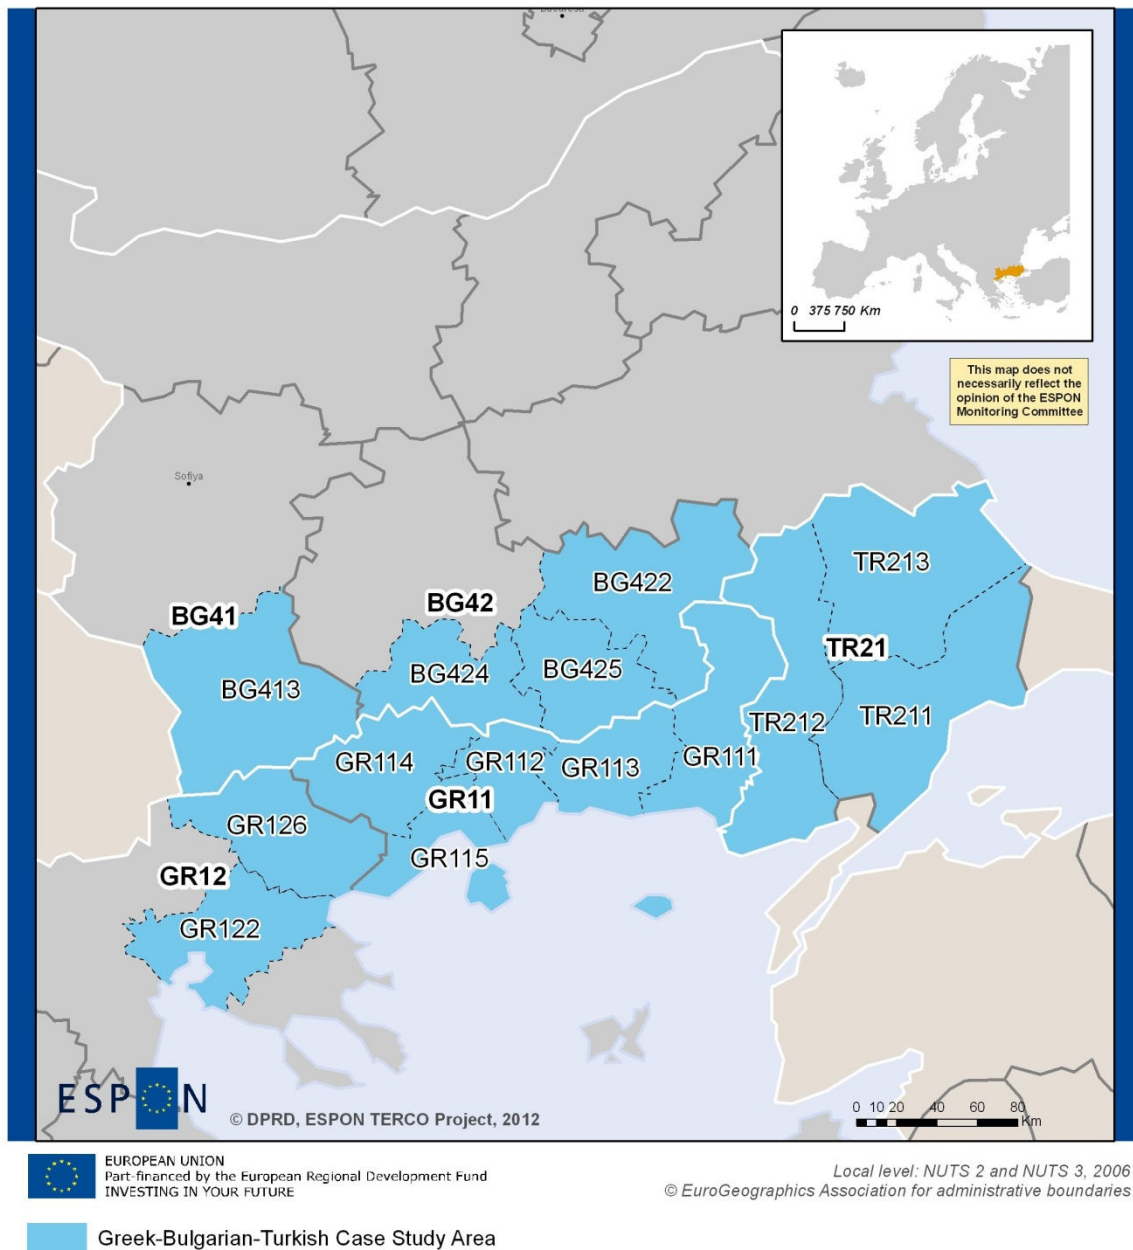 0 375 750 Km
This map does not
necessarily reflect the
opinion of the ESPON
Monitoring Committee
Sofiya
TR213
BG422
BG41
BG42
TR21
BG424
BG425
BG413
TR211
TR212
GR114
GR112
GR113
GR111
GR11
GR126
GR115
GR12
GR122
ESPON
© DPRD, ESPON TERCO Project, 2012
0 10 20 40 60 80
Km
EUROPEAN UNION
Part-financed by the European Regional Development Fund
INVESTING IN YOUR FUTURE
Local level: NUTS 2 and NUTS 3, 2006
© EuroGeographics Association for administrative boundaries
Greek-Bulgarian-Turkish Case Study Area